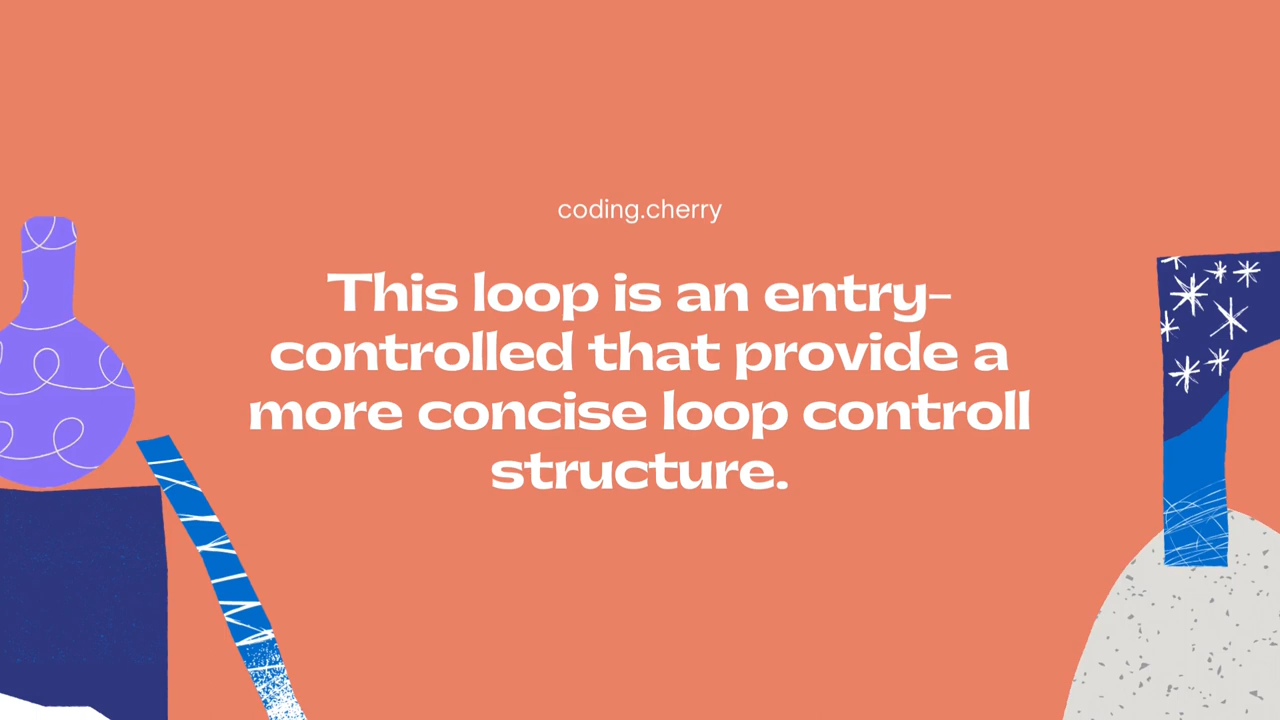 coding.cherry
This loop is an entry-
controlled that provide a
more concise loop controll
structure.